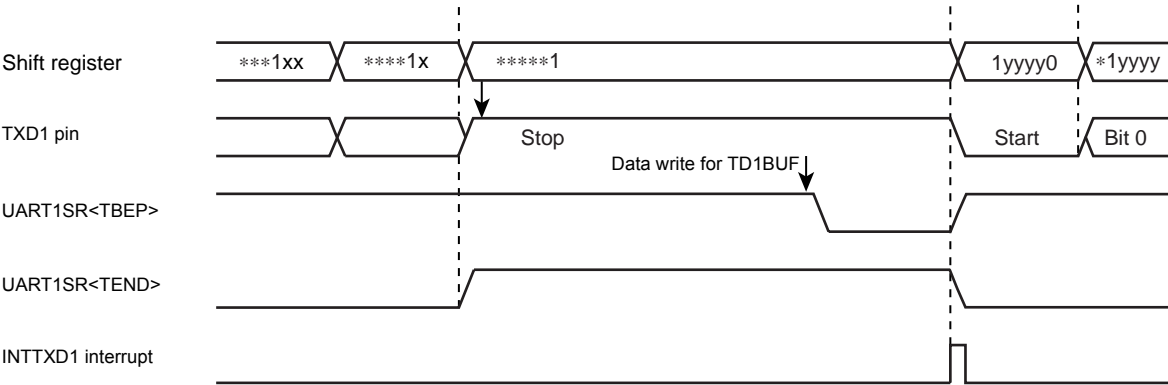 Shift register ***1xx ****1x *****1 1yyyy0 *1yyyy
TXD1 pin Stop Start Bit 0
Data write for TD1BUF
UART1SR<TBEP>
UART1SR<TEND>
INTTXD1 interrupt